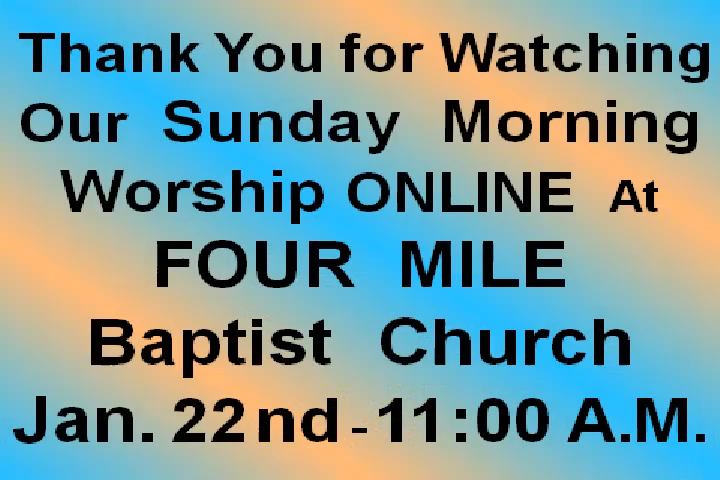 Thank You for Watching
Our Sunday Morning
Worship ONLINE At
FOUR MILE
Baptist Church
Jan. 22nd-11:00 A.M.